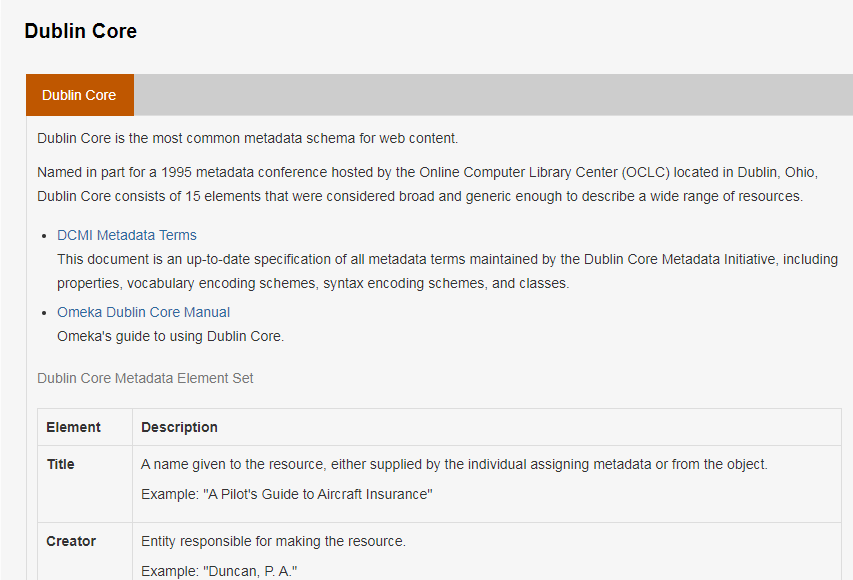 Dublin Core
Dublin Core
Dublin Core is the most common metadata schema for web content.
Named in part for a 1995 metadata conference hosted by the Online Computer Library Center (OCLC) located in Dublin, Ohio,
Dublin Core consists of 15 elements that were considered broad and generic enough to describe a wide range of resources.
• DCMI Metadata Terms
This document is an up-to-date specification of all metadata terms maintained by the Dublin Core Metadata Initiative, including
properties, vocabulary encoding schemes, syntax encoding schemes, and classes.
• Omeka Dublin Core Manual
Omeka's guide to using Dublin Core.
Dublin Core Metadata Element Set
Element Description
Title A name given to the resource, either supplied by the individual assigning metadata or from the object.
Example: "A Pilot's Guide to Aircraft Insurance"
Creator Entity responsible for making the resource.
Example: "Duncan, P. A."